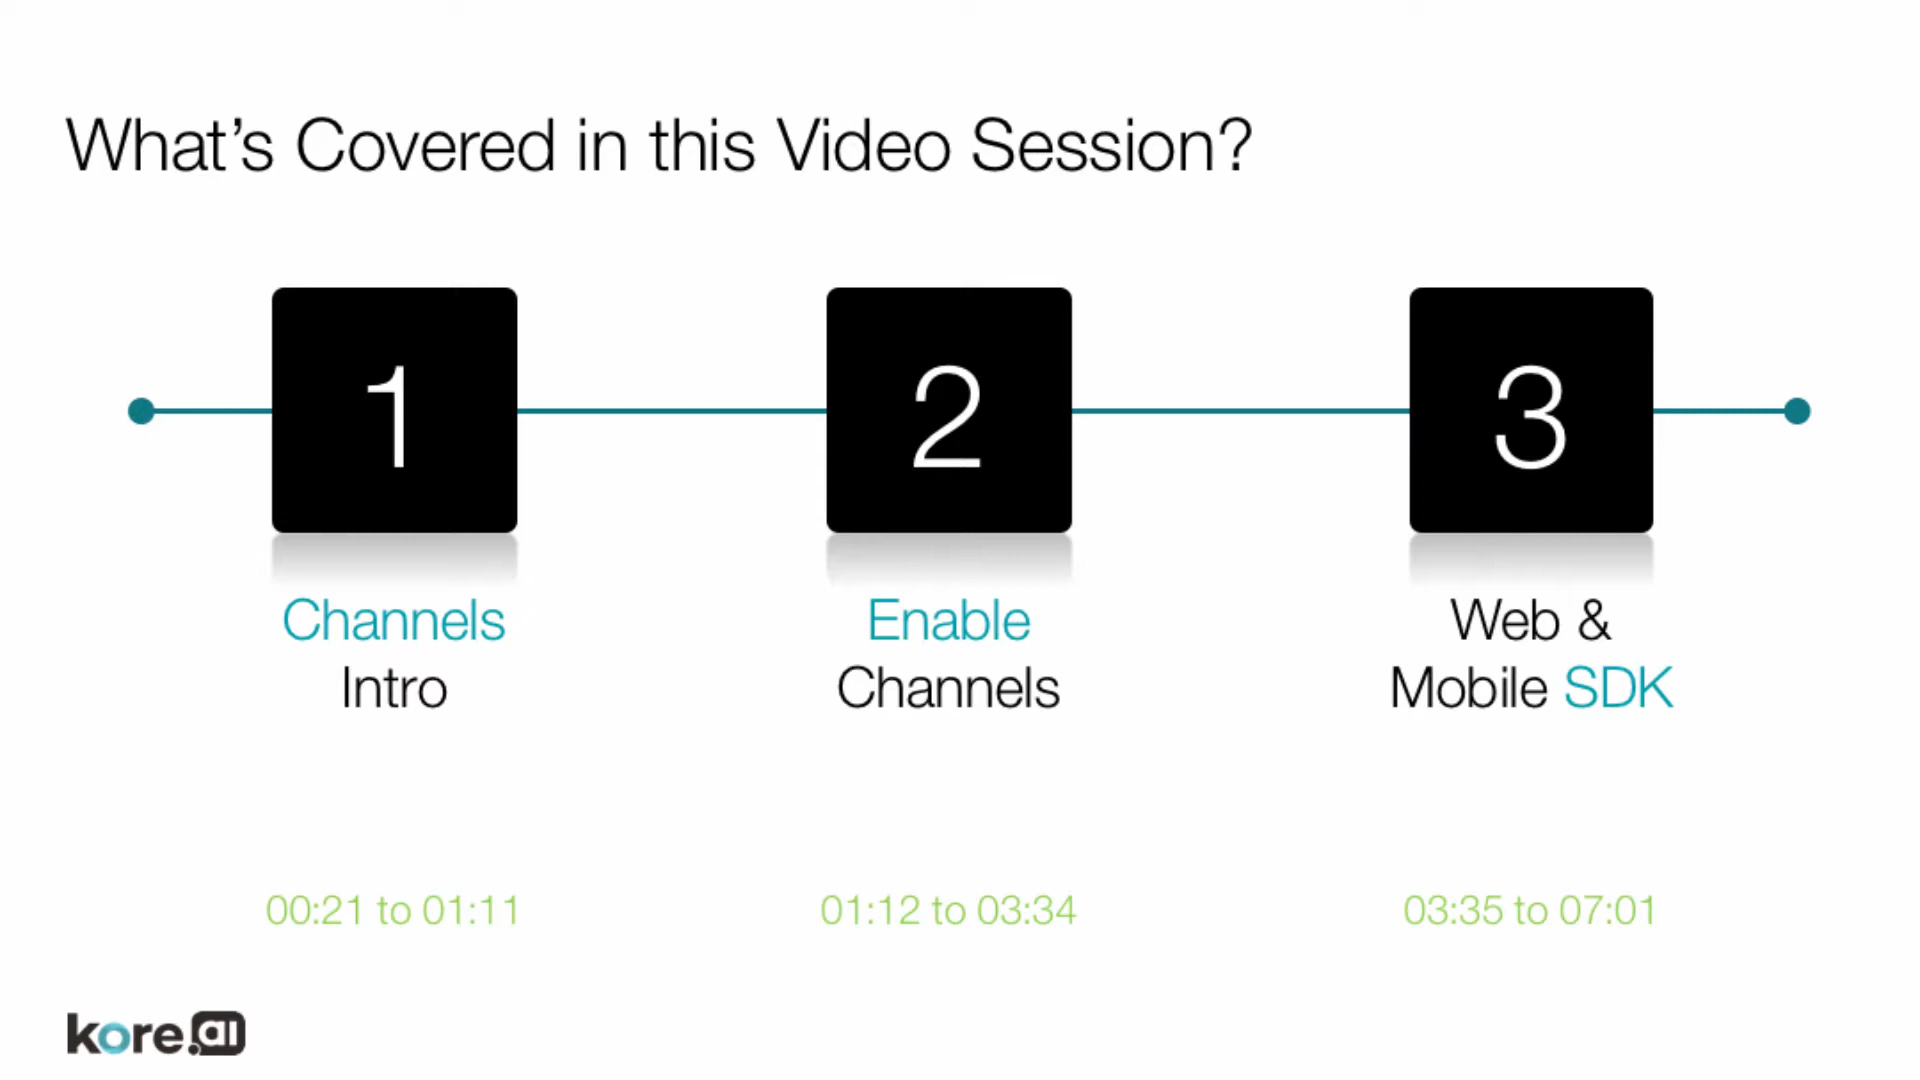 What's Covered in this Video Session?
1
2
3
Channels
Intro
Enable
Channels
Web &
Mobile SDK
00:21 to 01:11
01:12 to 03:34
03:35 to 07:01
kore.ai